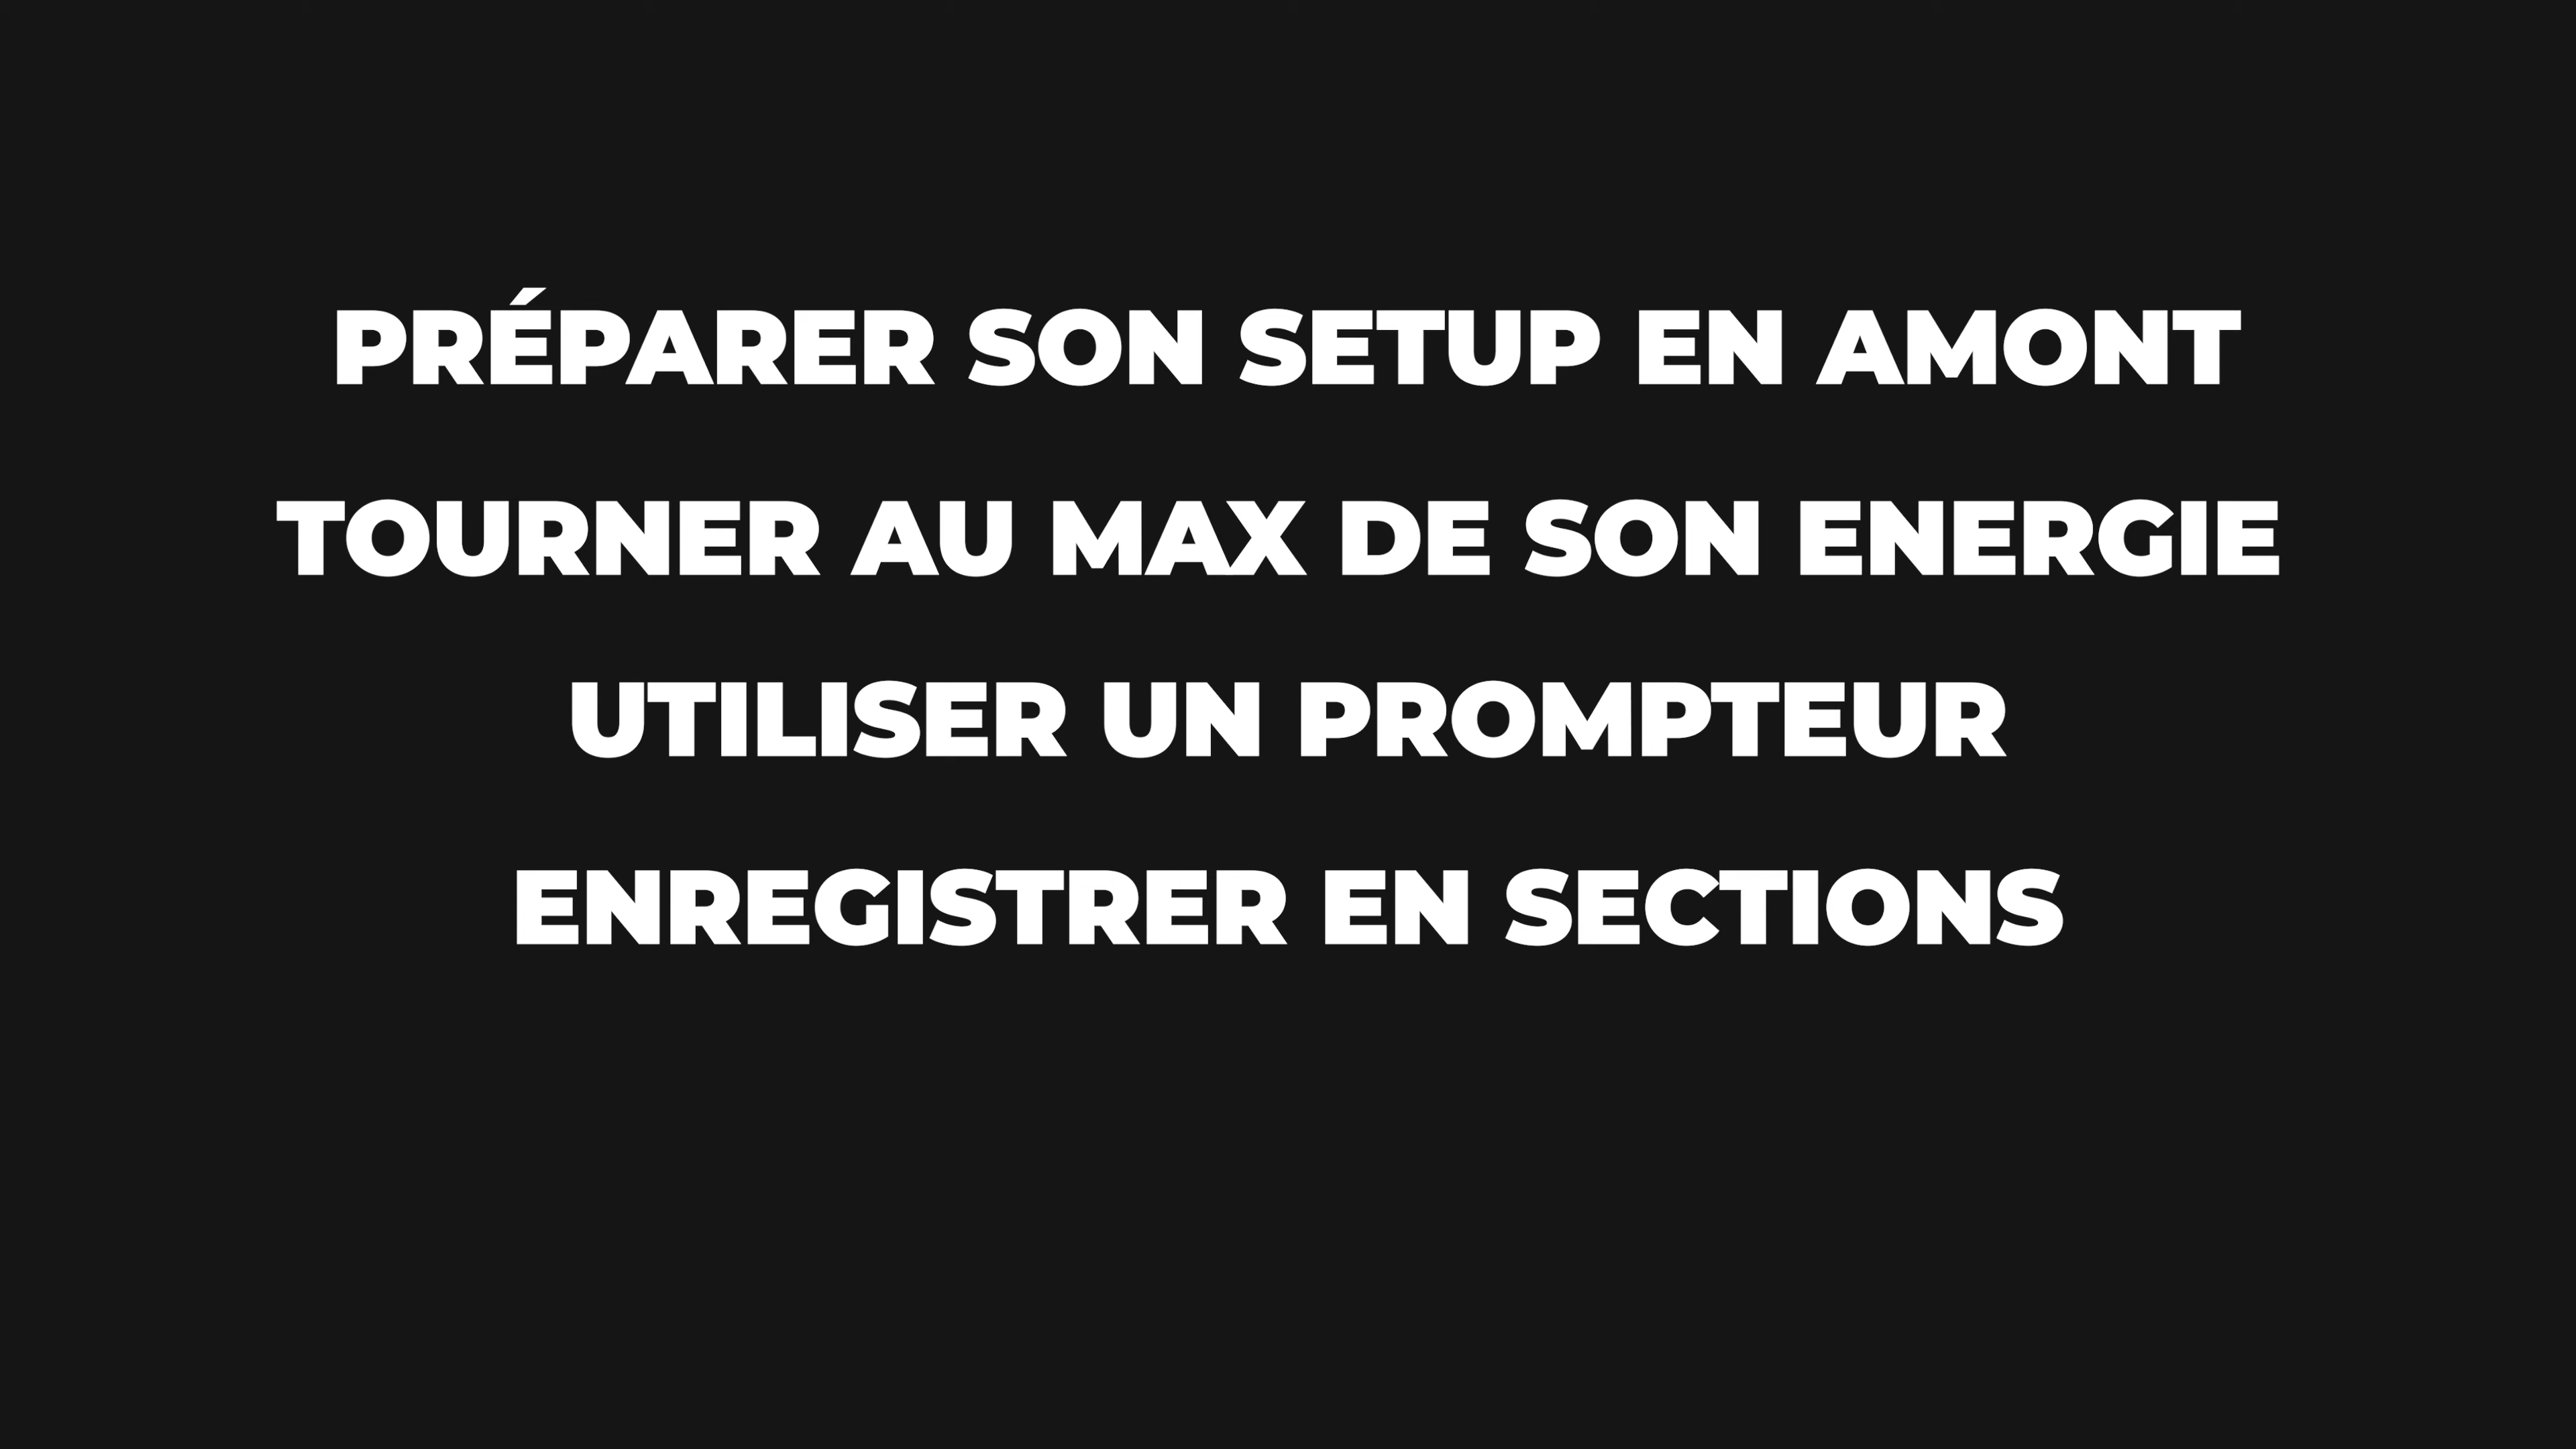 PRÉPARER SON SETUP EN AMONT
TOURNER AU MAX DE SON ENERGIE
UTILISER UN PROMPTEUR
ENREGISTRER EN SECTIONS